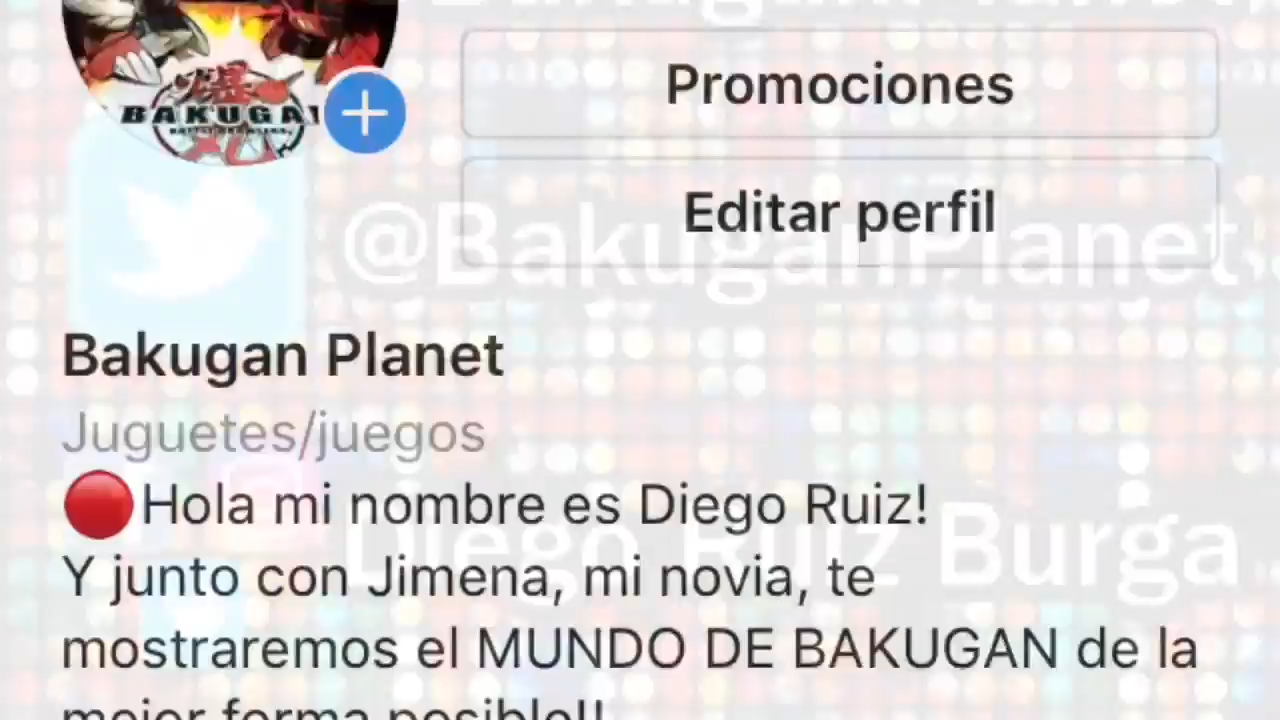 Promociones
BAKUGA
Editar perfil
@BakuganPlanet
Bakugan Planet
Juguetes/juegos
Hola mi nombre es Diego Ruiz!
Diego Ruiz Burga
Y junto con Jimena, mi novia, te
mostraremos el MUNDO DE BAKUGAN de la
mejor forma posible!!